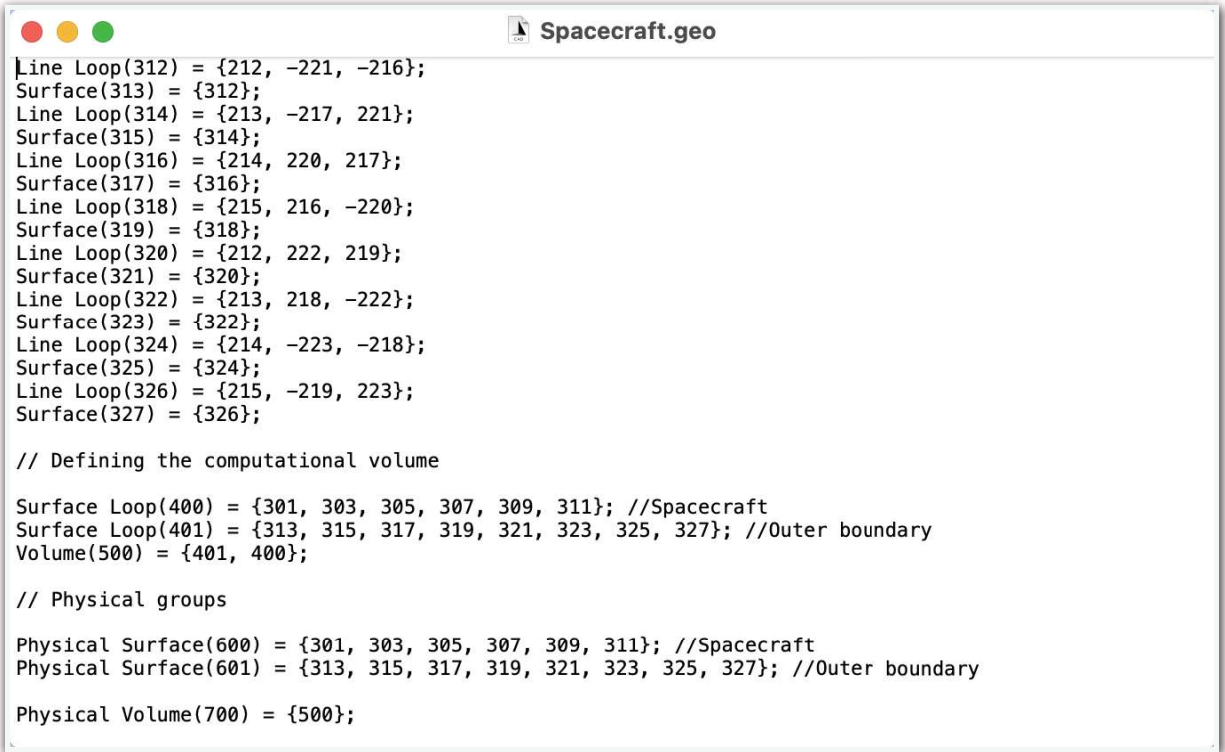 Spacecraft.geo
Line Loop(312) = {212, -221, -216};
Surface(313) = {312};
Line Loop(314) = {213, -217, 221};
Surface(315) = {314};
Line Loop(316) = {214, 220, 217};
Surface(317) = {316};
Line Loop(318) = {215, 216, -220};
Surface(319) = {318};
Line Loop(320) = {212, 222, 219};
Surface(321) = {320};
Line Loop(322) = {213, 218, -222};
Surface(323) = {322};
Line Loop(324) = {214, -223, -218};
Surface(325) = {324};
Line Loop(326) = {215, -219, 223};
Surface(327) = {326};
// Defining the computational volume
Surface Loop(400) = {301, 303, 305, 307, 309, 311}; //Spacecraft
Surface Loop(401) = {313, 315, 317, 319, 321, 323, 325, 327}; //Outer boundary
Volume(500) = {401, 400};
// Physical groups
Physical Surface(600) = {301, 303, 305, 307, 309, 311}; //Spacecraft
Physical Surface(601) = {313, 315, 317, 319, 321, 323, 325, 327}; //Outer boundary
Physical Volume(700) = {500};